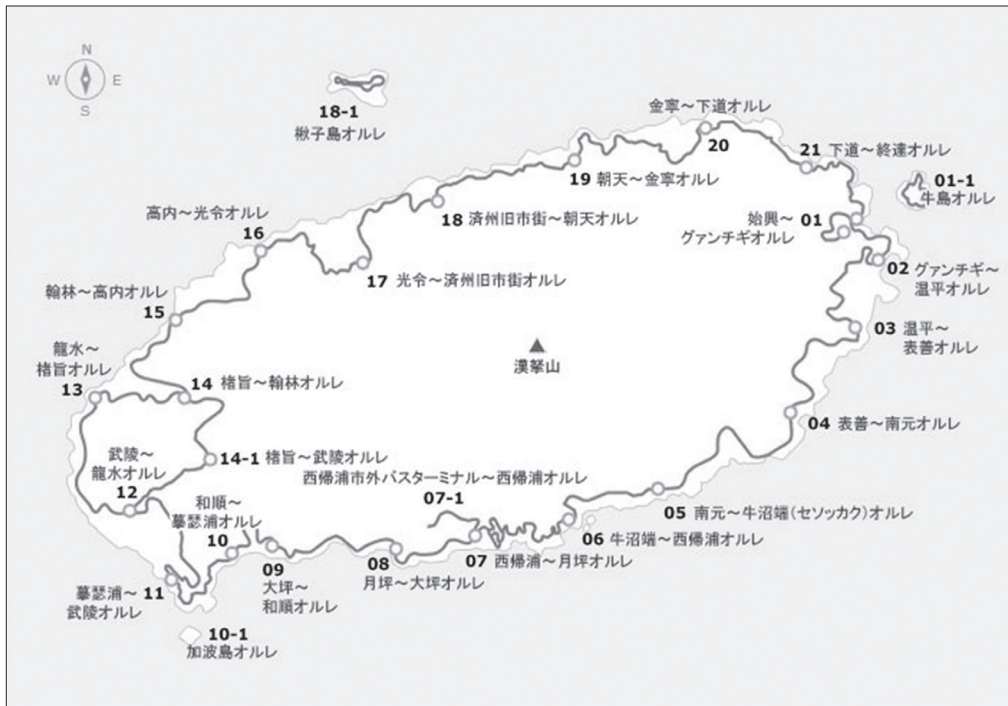 N
W E
S
18-1
楸子島オルレ
金寧～下道オルレ
20
21 下道～終達オルレ
19 朝天～金寧オルレ
01-1
牛島オルレ
高内～光令オルレ
16
18 済州旧市街～朝天オルレ
始興～ 01
グァンチギオルレ
17 光令～済州旧市街オルレ
02 グァンチギ～
温平オルレ
翰林～高内オルレ
15
03 温平～
表善オルレ
龍水～
楮旨オルレ
13
漢拏山
14 楮旨～翰林オルレ
04 表善～南元オルレ
武陵～
龍水オルレ
12
14-1 楮旨～武陵オルレ
西帰浦市外バスターミナル～西帰浦オルレ
07-1
和順～
摹瑟浦オルレ
10
05 南元～牛沼端(セソッカク)オルレ
06 牛沼端～西帰浦オルレ
07 西帰浦～月坪オルレ
08
月坪～大坪オルレ
09
大坪～
和順オルレ
摹瑟浦～ 11
武陵オルレ
10-1
加波島オルレ